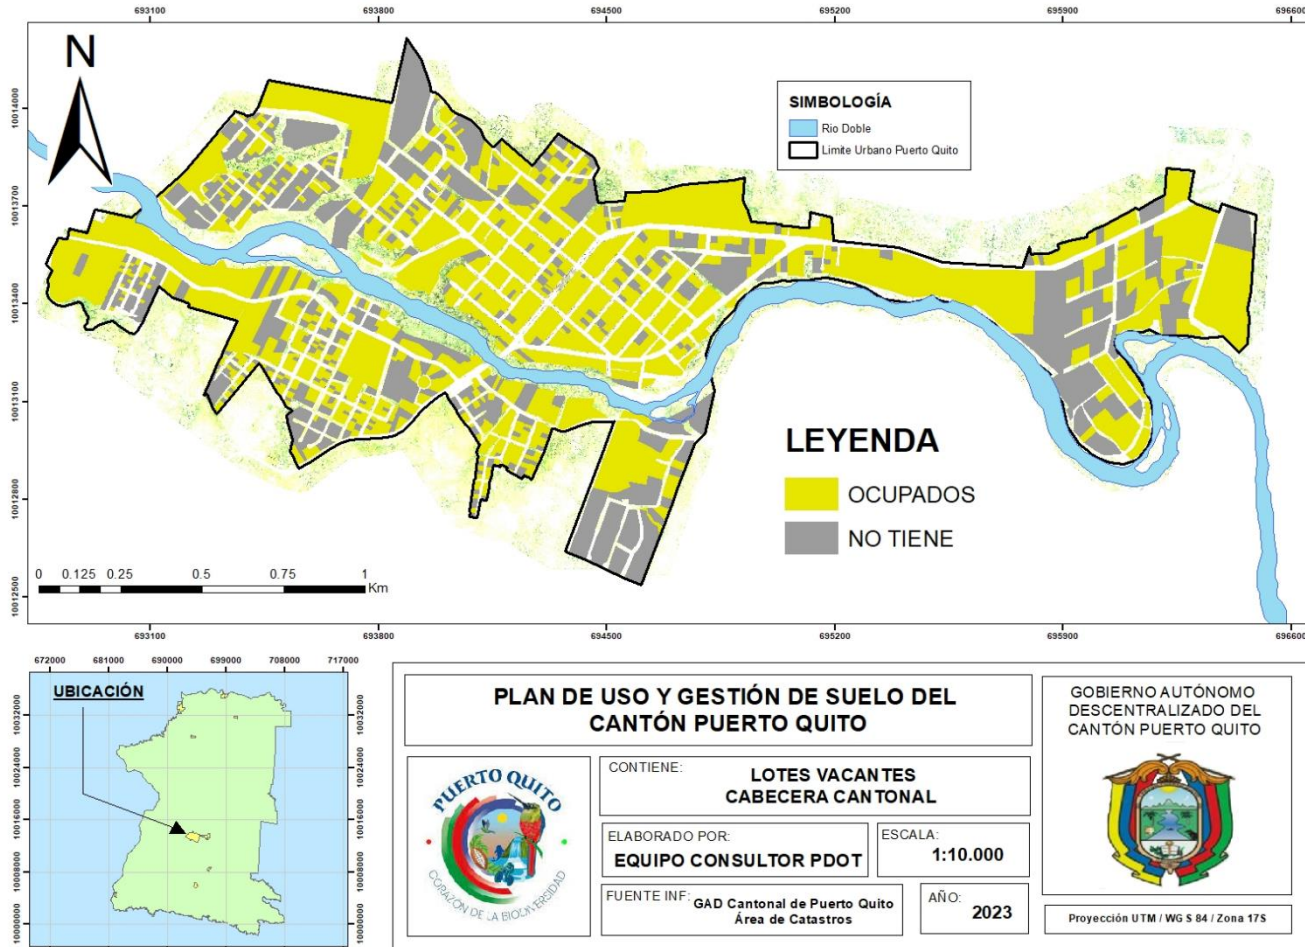 693100 693800 694500 695200 695900 696600
10014000
10013700
10013400
10013100
10012800
10012500
N
SIMBOLOGÍA
Rio Doble
Limite Urbano Puerto Quito
LEYENDA
OCUPADOS
NO TIENE
0 0.125 0.25 0.5 0.75 1
Km
693100 693800 694500 695200 695900 696600
672000 681000 690000 699000 708000 717000
UBICACIÓN
10032000
10024000
10016000
10008000
10000000
10032000
10024000
10016000
10008000
10000000
PLAN DE USO Y GESTIÓN DE SUELO DEL
CANTÓN PUERTO QUITO
PUERTO QUITO
CORAZÓN DE LA BIODIVERSIDAD
CONTIENE:
LOTES VACANTES
CABECERA CANTONAL
ELABORADO POR:
EQUIPO CONSULTOR PDOT
ESCALA:
1:10.000
FUENTE INF: GAD Cantonal de Puerto Quito
Área de Catastros
AÑO:
2023
GOBIERNO AUTÓNOMO
DESCENTRALIZADO DEL
CANTÓN PUERTO QUITO
Proyección UTM / WG S 84 / Zona 17S